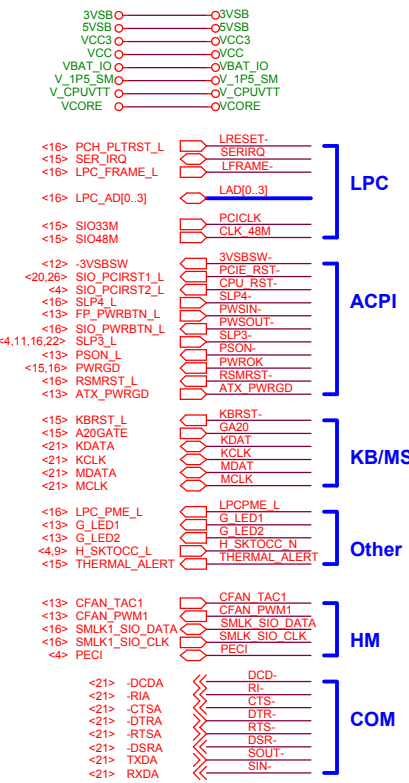 3VSB 3VSB
5VSB 5VSB
VCC3 VCC3
VCC VCC
VBAT_IO VBAT_IO
V_1P5_SM V_1P5_SM
V_CPUVTT V_CPUVTT
VCORE VCORE
<16> PCH_PLTRST_L LRESET-
<15> SER_IRQ SERIRQ
<16> LPC_FRAME_L LFRAME-
LPC
<16> LPC_AD[0..3] LAD[0..3]
<15> SIO33M PCICLK
<15> SIO48M CLK_48M
<12> -3VSBSW 3VSBSW-
<20,26> SIO_PCIRST1_L PCIE_RST-
<4> SIO_PCIRST2_L CPU_RST-
<16> SLP4_L SLP4-
ACPI
<13> FP_PWRBTN_L PWSIN-
<16> SIO_PWRBTN_L PWSOUT-
<4,11,16,22> SLP3_L SLP3-
<13> PSON_L PSON-
<15,16> PWRGD PWROK
<16> RSMRST_L RSMRST-
<13> ATX_PWRGD ATX_PWRGD
<15> KBRST_L KBRST-
<15> A20GATE GA20
<21> KDATA KDAT
<21> KCLK KCLK
KB/MS
<21> MDATA MDAT
<21> MCLK MCLK
<16> LPC_PME_L LPCPME_L
<13> G_LED1 G_LED1
<13> G_LED2 G_LED2
<4,9> H_SKTOCC_L H_SKTOCC_N
Other
<15> THERMAL_ALERT THERMAL_ALERT
<13> CFAN_TAC1 CFAN_TAC1
<13> CFAN_PWM1 CFAN_PWM1
<16> SMLK1_SIO_DATA SMLK_SIO_DATA
<16> SMLK1_SIO_CLK SMLK_SIO_CLK
HM
<4> PECI PECI
<21> -DCDA DCD-
<21> -RIA RI-
<21> -CTSA CTS-
<21> -DTRA DTR-
COM
<21> -RTSA RTS-
<21> -DSRA DSR-
<21> TXDA SOUT-
<21> RXDA SIN-